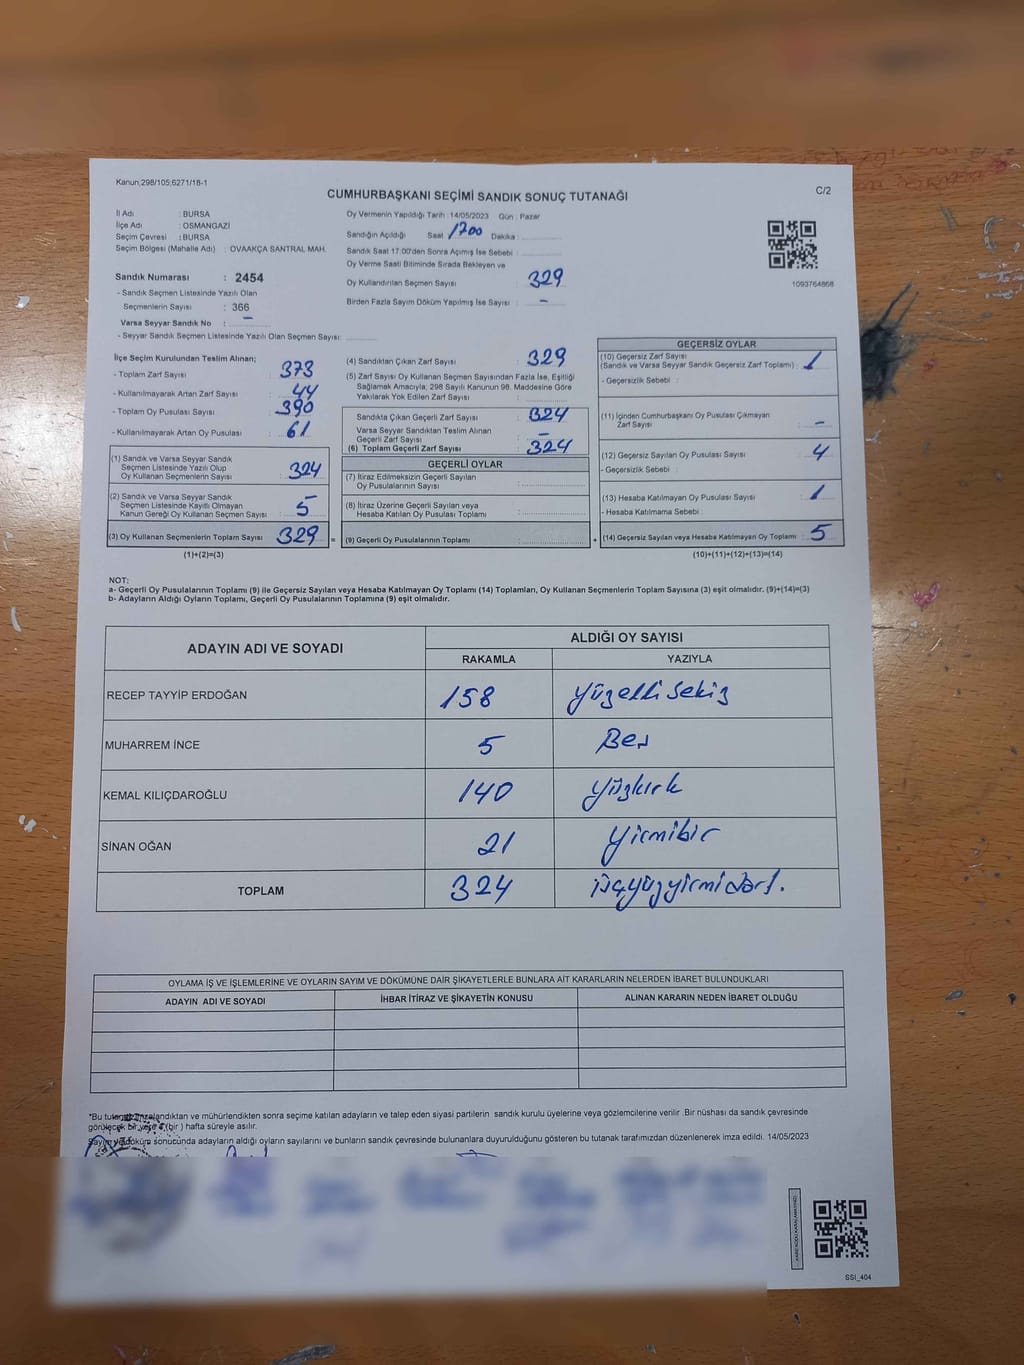 Kanun,298/105;6271/18-1
CUMHURBAŞKANI SEÇİMİ SANDIK SONUÇ TUTANAĞI
C/2
İl Adı : BURSA
İlçe Adı : OSMANGAZİ
Seçim Çevresi : BURSA
Seçim Bölgesi (Mahalle Adı) : OVAAKÇA SANTRAL MAH.
Sandık Numarası : 2454
- Sandık Seçmen Listesinde Yazılı Olan
Seçmenlerin Sayısı : 366
Varsa Seyyar Sandık No : -
- Seyyar Sandık Seçmen Listesinde Yazılı Olan Seçmen Sayısı:
Oy Vermenin Yapıldığı Tarih : 14/05/2023 Gün : Pazar
Sandığın Açıldığı Saat 1700 Dakika :
Sandık Saat 17:00'den Sonra Açımış İse Sebebi :
Oy Verme Saati Bitiminde Sırada Bekleyen ve
Oy Kullandırılan Seçmen Sayısı : 329
Birden Fazla Sayım Döküm Yapılmış İse Sayısı : -
1093764868
İlçe Seçim Kurulundan Teslim Alınan;
- Toplam Zarf Sayısı : 373
- Kullanılmayarak Artan Zarf Sayısı : 44
- Toplam Oy Pusulası Sayısı : 390
- Kullanılmayarak Artan Oy Pusulası : 61
(1) Sandık ve Varsa Seyyar Sandık
Seçmen Listesinde Yazılı Olup
Oy Kullanan Seçmenlerin Sayısı : 324
(2) Sandık ve Varsa Seyyar Sandık
Seçmen Listesinde Kayıtlı Olmayan
Kanun Gereği Oy Kullanan Seçmen Sayısı : 5
(3) Oy Kullanan Seçmenlerin Toplam Sayısı : 329 =
(1)+(2)=(3)
(4) Sandıktan Çıkan Zarf Sayısı : 329
(5) Zarf Sayısı Oy Kullanan Seçmen Sayısından Fazla İse, Eşitliği
Sağlamak Amacıyla; 298 Sayılı Kanunun 98. Maddesine Göre
Yakılarak Yok Edilen Zarf Sayısı :
Sandıkta Çıkan Geçerli Zarf Sayısı : 324
Varsa Seyyar Sandıktan Teslim Alınan
Geçerli Zarf Sayısı : -
(6) Toplam Geçerli Zarf Sayısı : 324
GEÇERLİ OYLAR
(7) İtiraz Edilmeksizin Geçerli Sayılan
Oy Pusulalarının Sayısı :
(8) İtiraz Üzerine Geçerli Sayılan veya
Hesaba Katılan Oy Pusulası Toplamı :
(9) Geçerli Oy Pusulalarının Toplamı : +
GEÇERSİZ OYLAR
(10) Geçersiz Zarf Sayısı
(Sandık ve Varsa Seyyar Sandık Geçersiz Zarf Toplamı) : 1
- Geçersizlik Sebebi :
(11) İçinden Cumhurbaşkanı Oy Pusulası Çıkmayan
Zarf Sayısı : -
(12) Geçersiz Sayılan Oy Pusulası Sayısı : 4
- Geçersizlik Sebebi :
(13) Hesaba Katılmayan Oy Pusulası Sayısı : 1
- Hesaba Katılmama Sebebi :
(14) Geçersiz Sayılan veya Hesaba Katılmayan Oy Toplamı : 5
(10)+(11)+(12)+(13)=(14)
NOT:
a- Geçerli Oy Pusulalarının Toplamı (9) ile Geçersiz Sayılan veya Hesaba Katılmayan Oy Toplamı (14) Toplamları, Oy Kullanan Seçmenlerin Toplam Sayısına (3) eşit olmalıdır. (9)+(14)=(3)
b- Adayların Aldığı Oyların Toplamı, Geçerli Oy Pusulalarının Toplamına (9) eşit olmalıdır.
ADAYIN ADI VE SOYADI ALDIĞI OY SAYISI
RAKAMLA YAZIYLA
RECEP TAYYİP ERDOĞAN 158 Yüzellisekiz
MUHARREM İNCE 5 Beş
KEMAL KILIÇDAROĞLU 140 Yüzkırk
SİNAN OĞAN 21 Yirmibir
TOPLAM 324 üçyüzyirmidört.
OYLAMA İŞ VE İŞLEMLERİNE VE OYLARIN SAYIM VE DÖKÜMÜNE DAİR ŞİKAYETLERLE BUNLARA AİT KARARLARIN NELERDEN İBARET BULUNDUKLARI
ADAYIN ADI VE SOYADI İHBAR İTİRAZ VE ŞİKAYETİN KONUSU ALINAN KARARIN NEDEN İBARET OLDUĞU
*Bu tutanak imzalandıktan ve mühürlendikten sonra seçime katılan adayların ve talep eden siyasi partilerin sandık kurulu üyelerine veya gözlemcilerine verilir .Bir nüshası da sandık çevresinde
görülecek bir yere 1 (bir ) hafta süreyle asılır.
Sayım ve döküm sonucunda adayların aldığı oyların sayılarını ve bunların sandık çevresinde bulunanlara duyurulduğunu gösteren bu tutanak tarafımızdan düzenlenerek imza edildi. 14/05/2023
SSİ_404